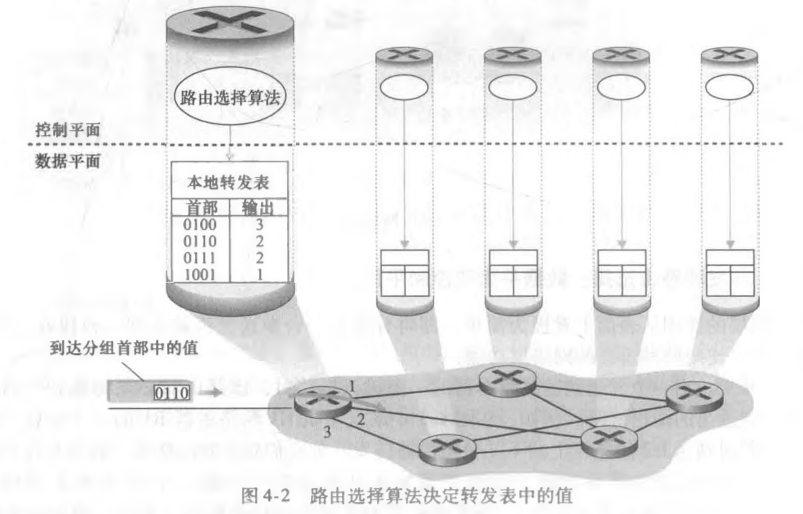 路由选择算法
控制平面
数据平面
本地转发表
首部 输出
0100 3
0110 2
0111 2
1001 1
到达分组首部中的值
0110
1
2
3
图4-2 路由选择算法决定转发表中的值